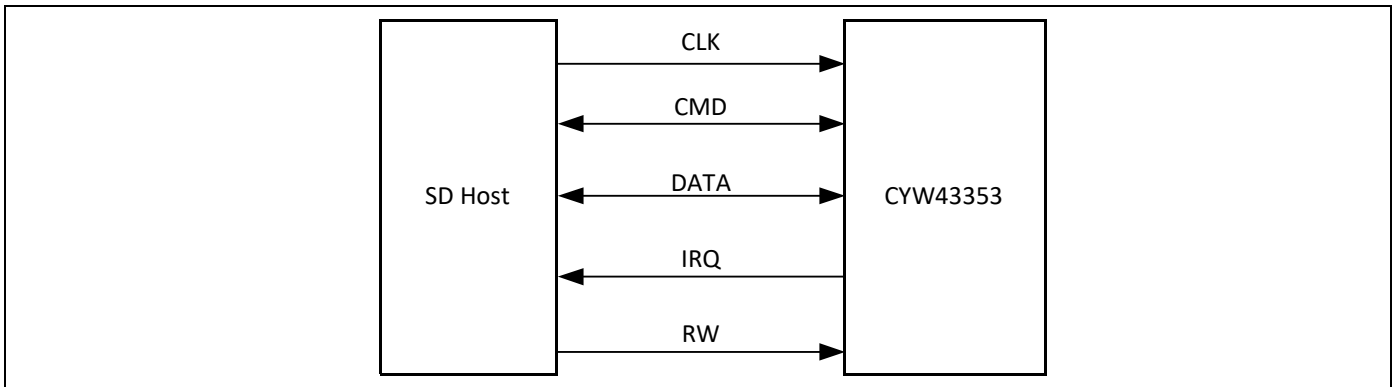 CLK
CMD
SD Host
DATA
CYW43353
IRQ
RW